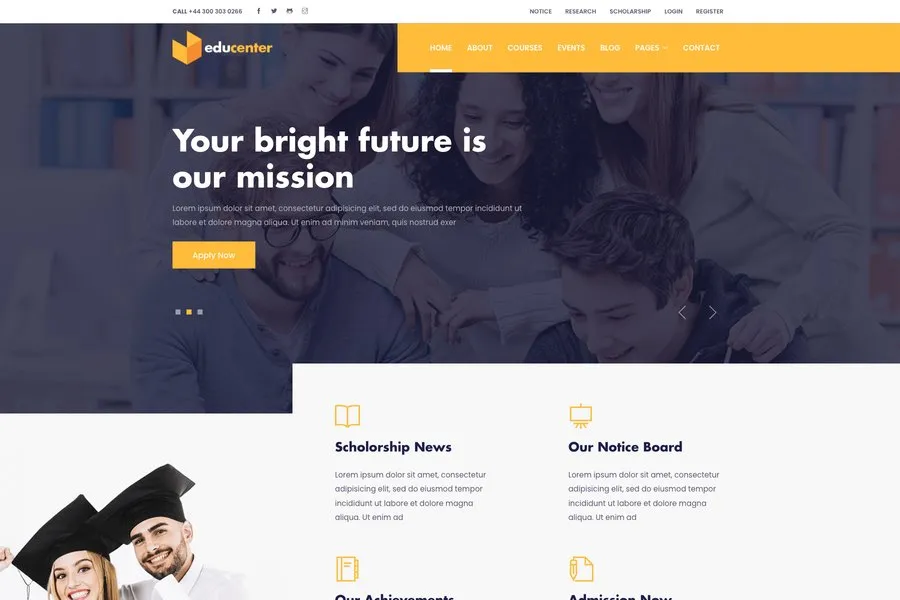 CALL +44 300 303 0266
NOTICE RESEARCH SCHOLARSHIP LOGIN REGISTER
educenter
HOME ABOUT COURSES EVENTS BLOG PAGES CONTACT
Your bright future is
our mission
Lorem ipsum dolor sit amet, consectetur adipisicing elit, sed do eiusmod tempor incididunt ut
labore et dolore magna aliqua. Ut enim ad minim veniam, quis nostrud exer
Apply Now
Scholorship News
Lorem ipsum dolor sit amet, consectetur
adipisicing elit, sed do eiusmod tempor
incididunt ut labore et dolore magna
aliqua. Ut enim ad
Our Notice Board
Lorem ipsum dolor sit amet, consectetur
adipisicing elit, sed do eiusmod tempor
incididunt ut labore et dolore magna
aliqua. Ut enim ad
Our Achievements
Admission Now